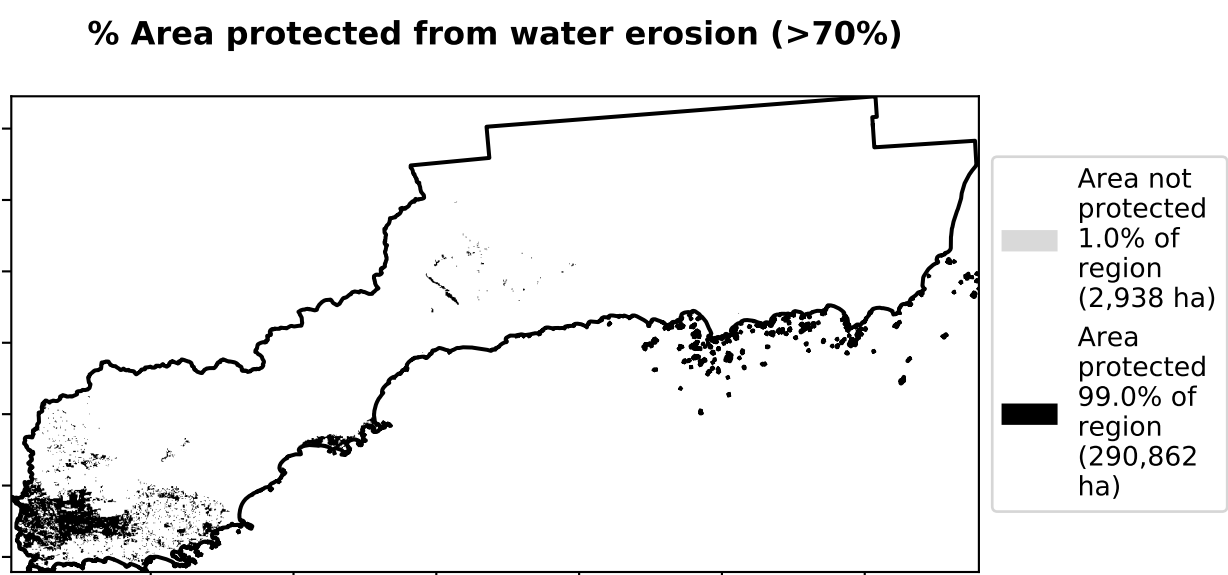 % Area protected from water erosion (>70%)
Area not
protected
1.0% of
region
(2,938 ha)
Area
protected
99.0% of
region
(290,862
ha)